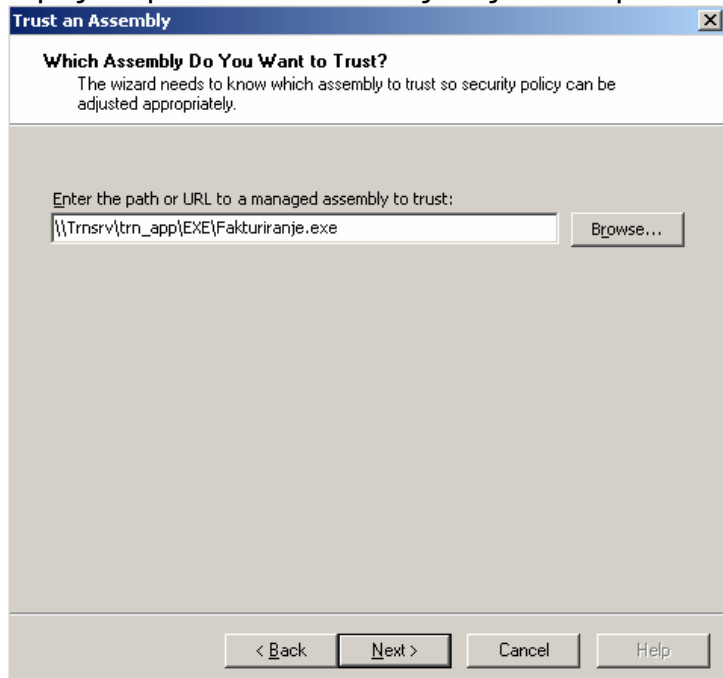 Trust an Assembly
Which Assembly Do You Want to Trust?
The wizard needs to know which assembly to trust so security policy can be
adjusted appropriately.
Enter the path or URL to a managed assembly to trust:
\\Trnsrv\trn_app\EXE\Fakturiranje.exe
Browse...
< Back
Next >
Cancel
Help